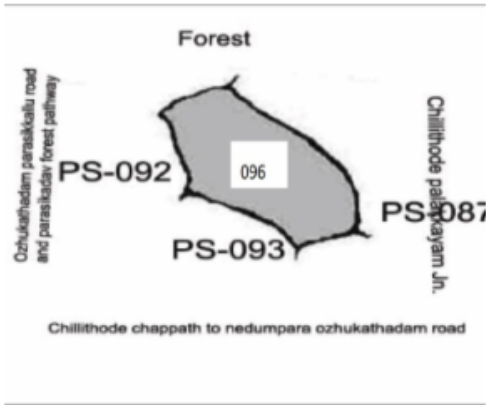 Forest
Ozhukathadam parasikkallu road
and parasikadav forest pathway
PS-092
096
PS-087
Chillithode palamkayam Jn.
PS-093
Chillithode chappath to nedumpara ozhukathadam road